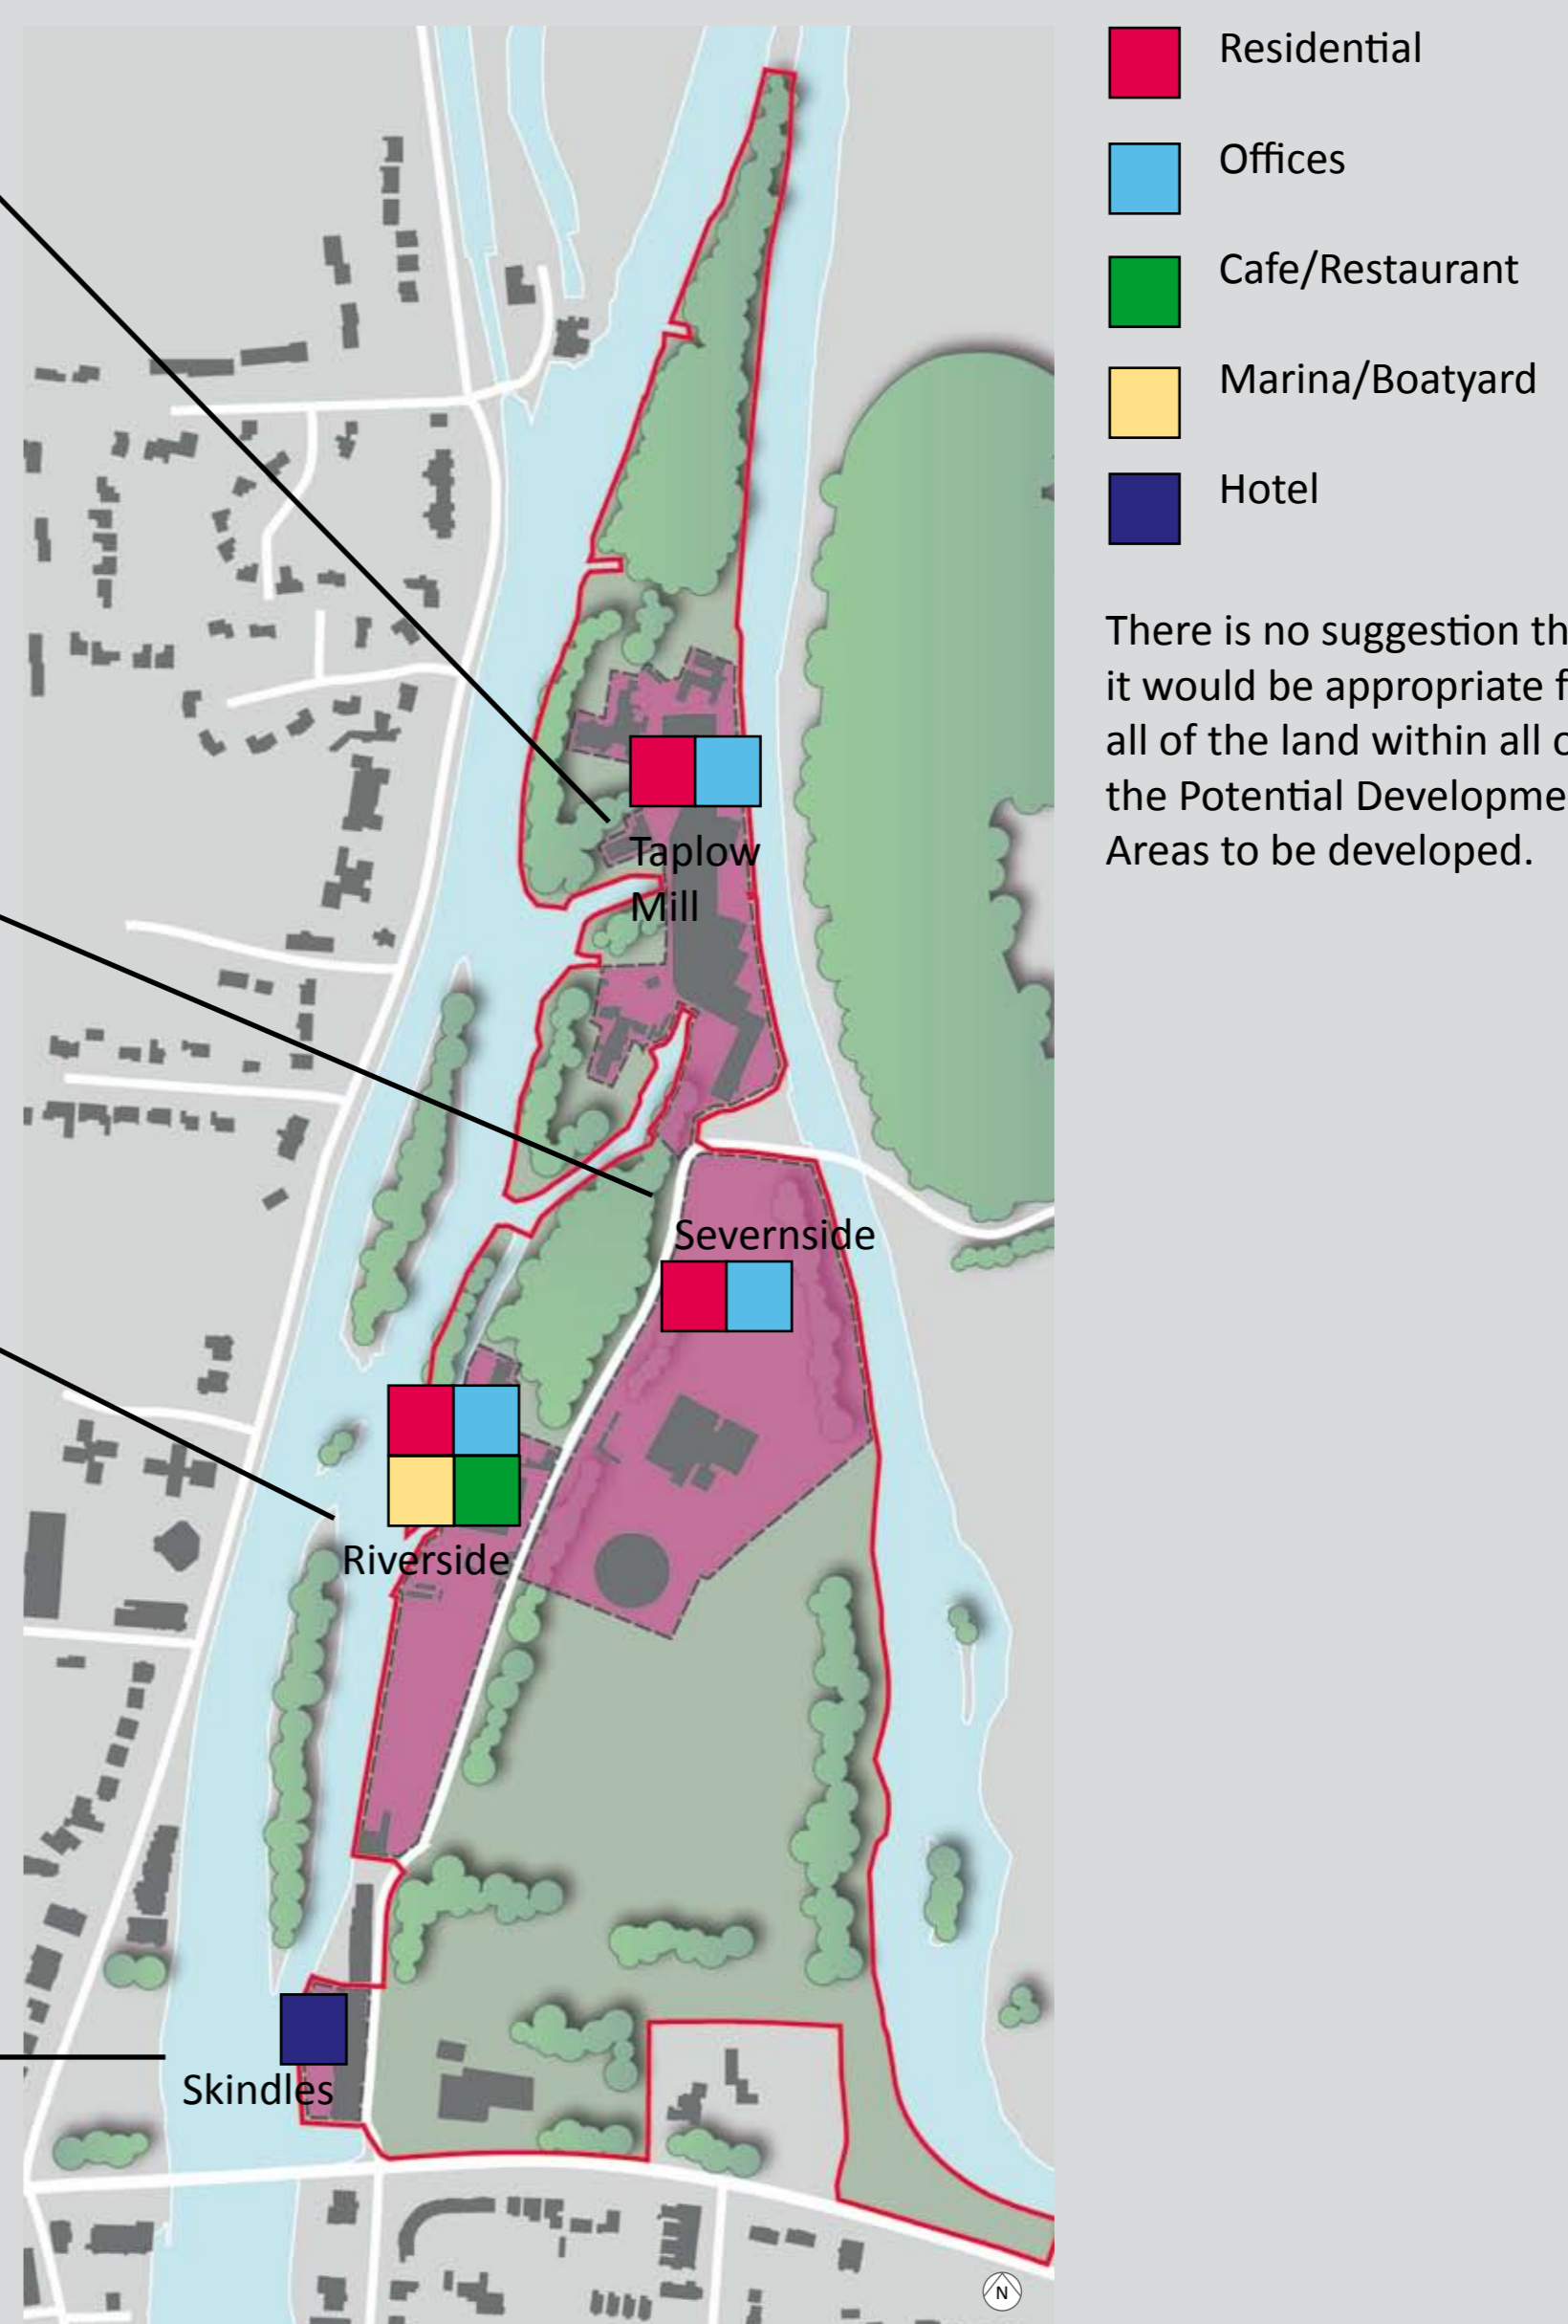 Residential
Offices
Cafe/Restaurant
Marina/Boatyard
Hotel
There is no suggestion th
it would be appropriate f
all of the land within all o
the Potential Developme
Areas to be developed.
Taplow
Mill
Severnside
Riverside
Skindles
N